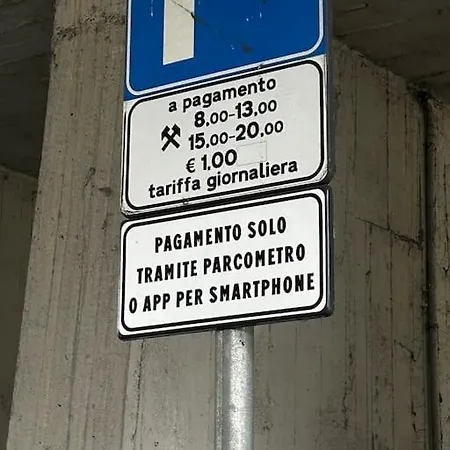 a pagamento
8,00-13,00
15,00-20,00
€ 1.00
tariffa giornaliera
PAGAMENTO SOLO
TRAMITE PARCOMETRO
O APP PER SMARTPHONE